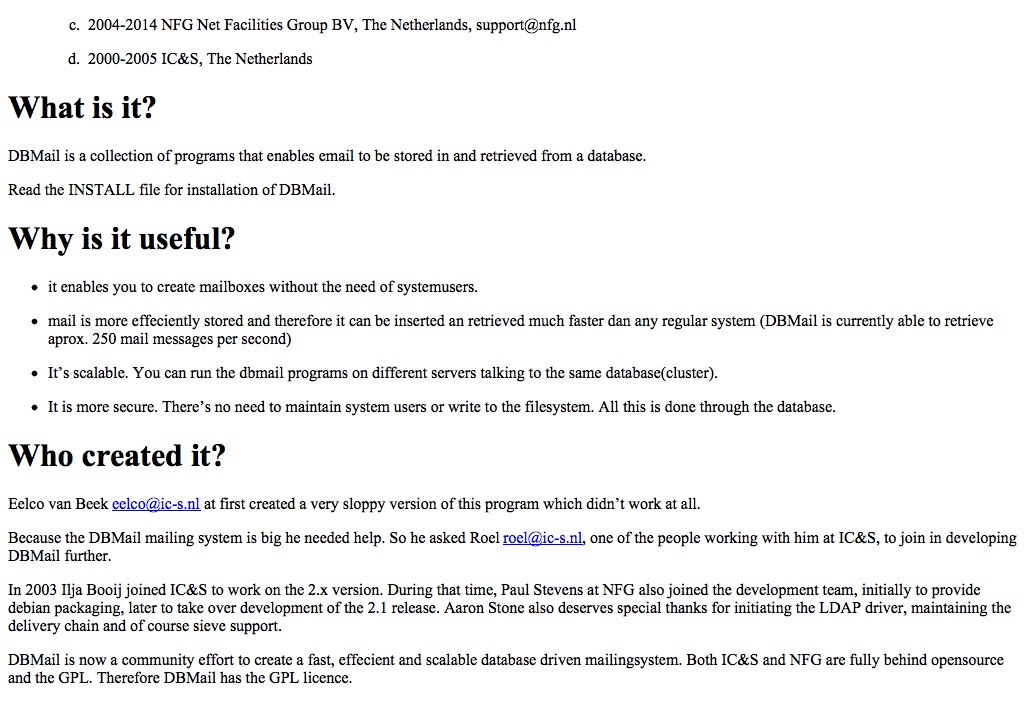 c. 2004-2014 NFG Net Facilities Group BV, The Netherlands, support@nfg.nl
d. 2000-2005 IC&S, The Netherlands
What is it?
DBMail is a collection of programs that enables email to be stored in and retrieved from a database.
Read the INSTALL file for installation of DBMail.
Why is it useful?
• it enables you to create mailboxes without the need of systemusers.
• mail is more effeciently stored and therefore it can be inserted an retrieved much faster dan any regular system (DBMail is currently able to retrieve
aprox. 250 mail messages per second)
• It’s scalable. You can run the dbmail programs on different servers talking to the same database(cluster).
• It is more secure. There’s no need to maintain system users or write to the filesystem. All this is done through the database.
Who created it?
Eelco van Beek eelco@ic-s.nl at first created a very sloppy version of this program which didn’t work at all.
Because the DBMail mailing system is big he needed help. So he asked Roel roel@ic-s.nl, one of the people working with him at IC&S, to join in developing
DBMail further.
In 2003 Ilja Booij joined IC&S to work on the 2.x version. During that time, Paul Stevens at NFG also joined the development team, initially to provide
debian packaging, later to take over development of the 2.1 release. Aaron Stone also deserves special thanks for initiating the LDAP driver, maintaining the
delivery chain and of course sieve support.
DBMail is now a community effort to create a fast, effecient and scalable database driven mailingsystem. Both IC&S and NFG are fully behind opensource
and the GPL. Therefore DBMail has the GPL licence.